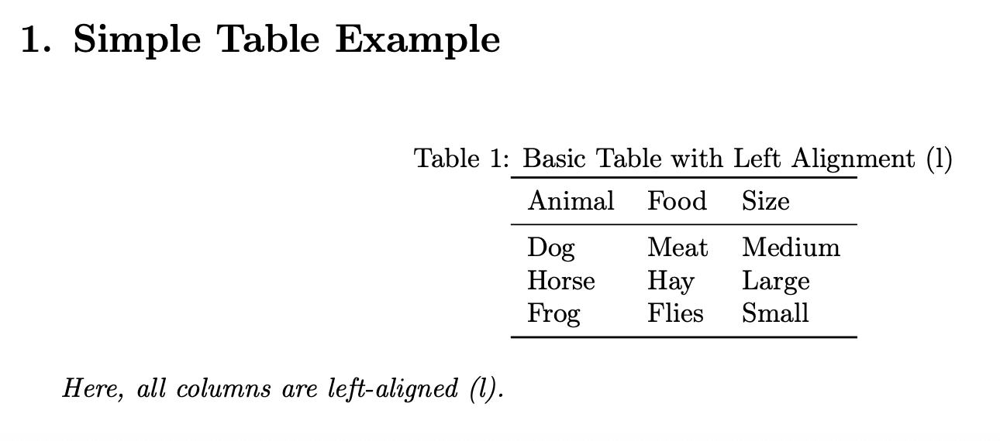 1. Simple Table Example
Table 1: Basic Table with Left Alignment (l)
Animal Food Size
Dog Meat Medium
Horse Hay Large
Frog Flies Small
Here, all columns are left-aligned (l).